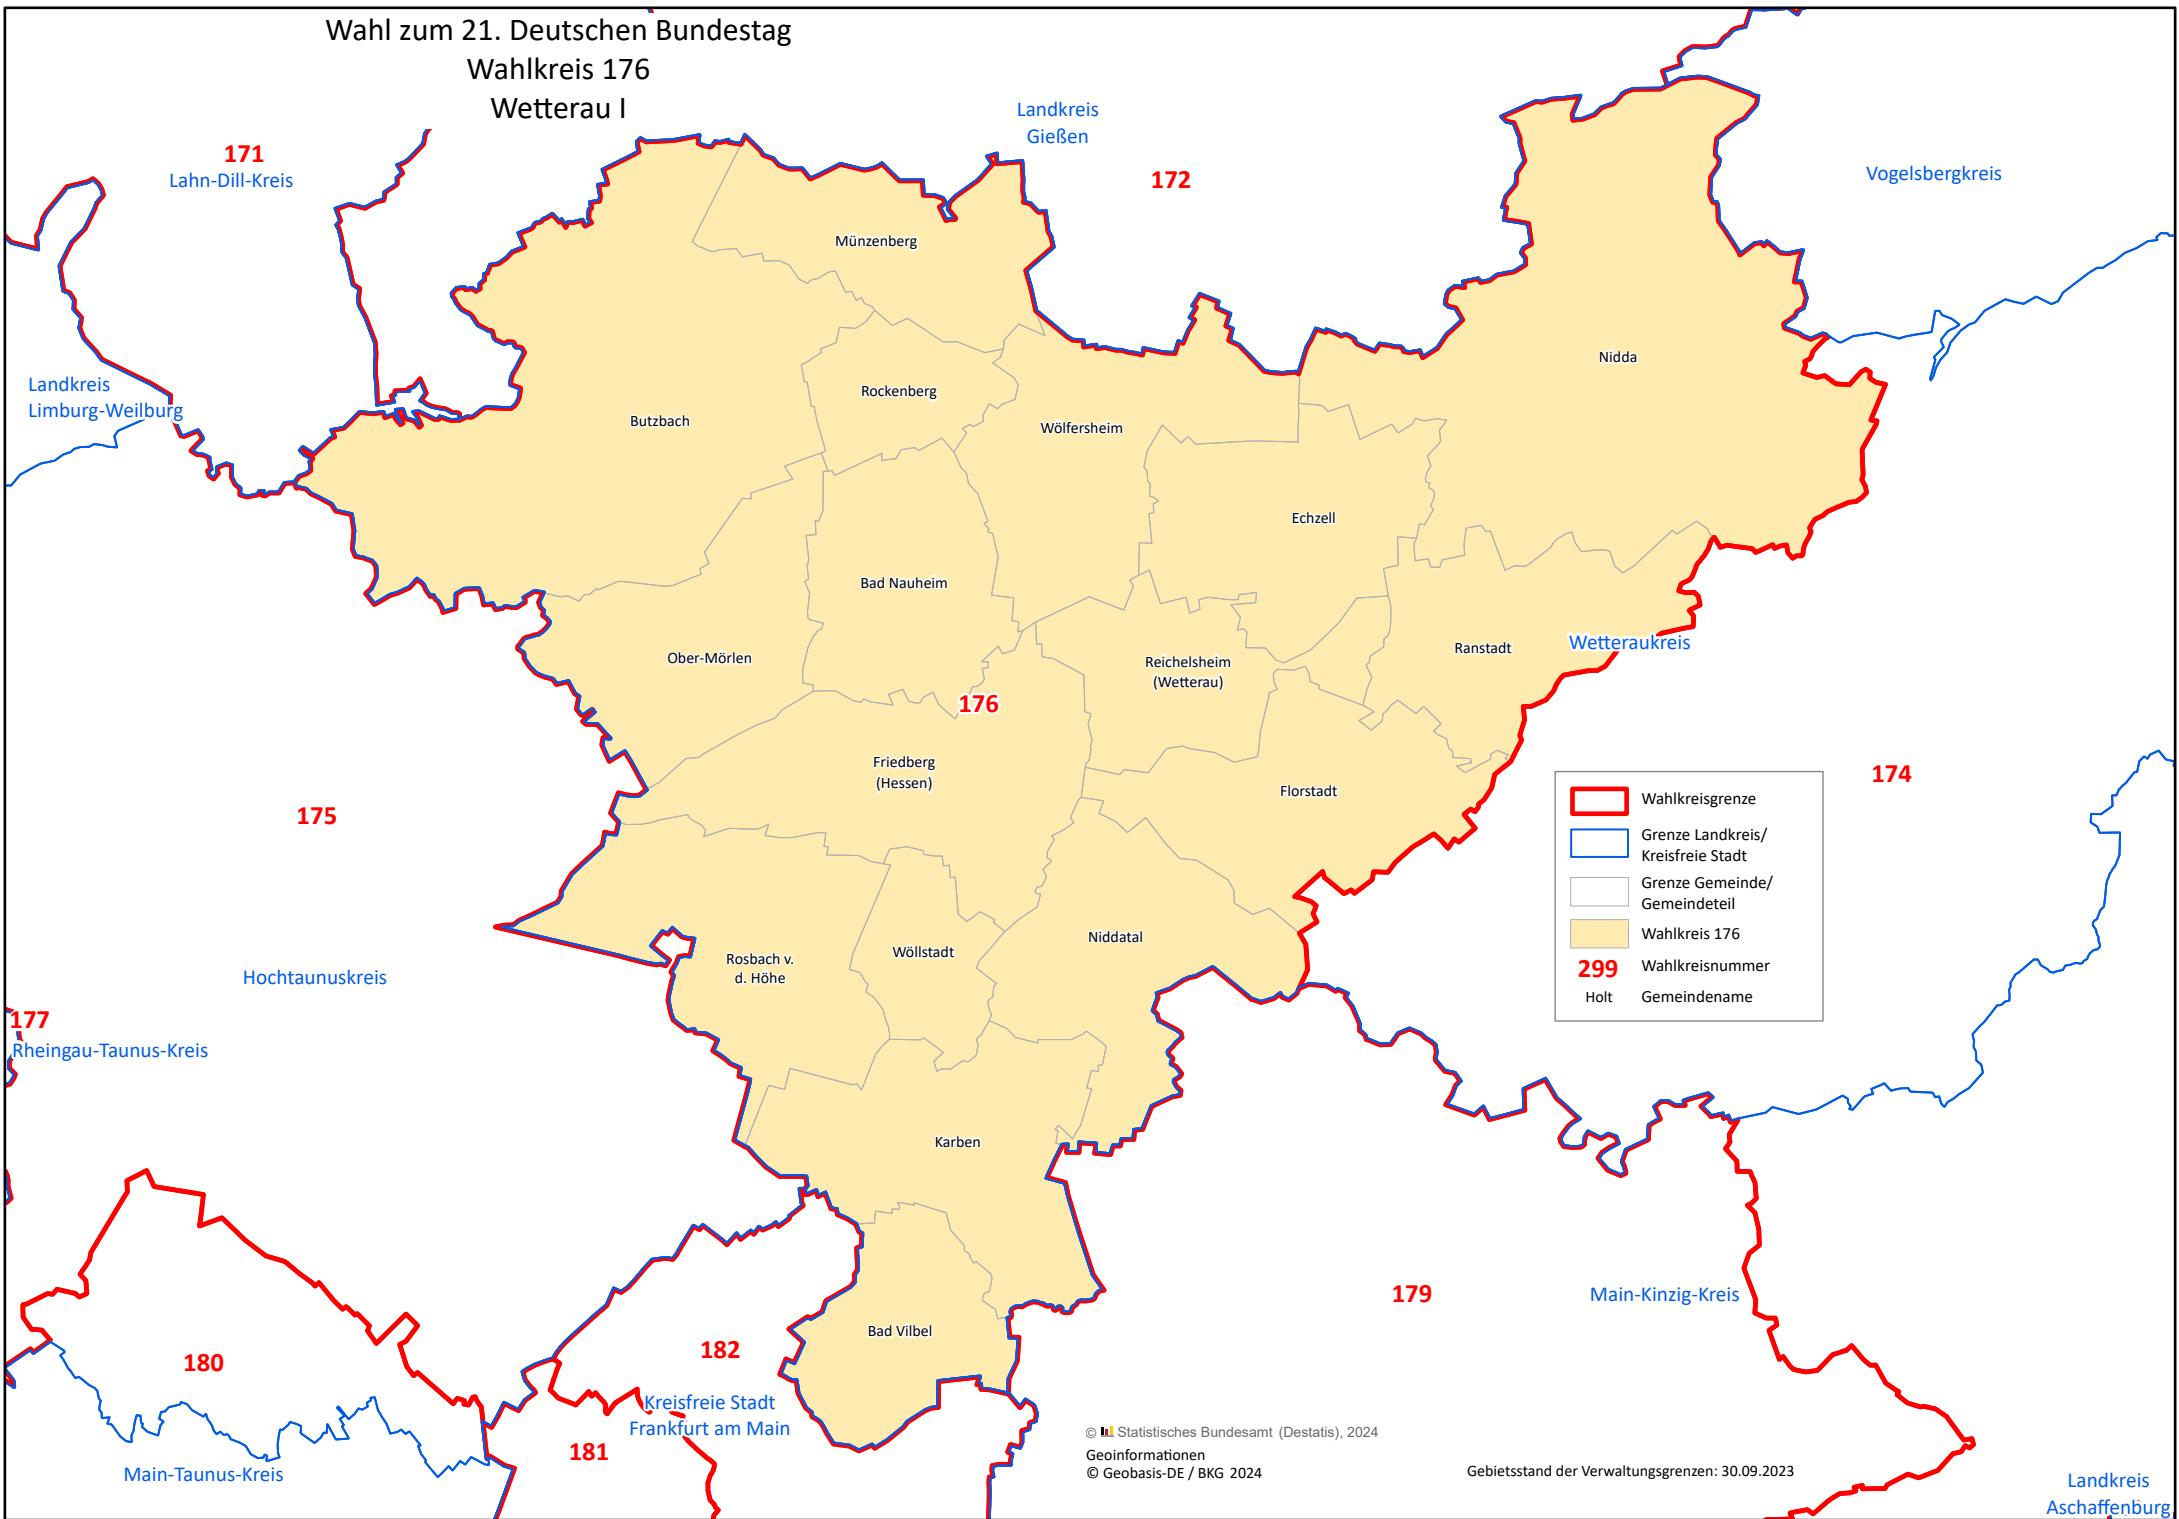 Wahl zum 21. Deutschen Bundestag
Wahlkreis 176
Wetterau I
171
Lahn-Dill-Kreis
Landkreis
Gießen
172
Vogelsbergkreis
Münzenberg
Nidda
Landkreis
Limburg-Weilburg
Rockenberg
Butzbach
Wölfersheim
Echzell
Bad Nauheim
Ober-Mörlen
Reichelsheim
(Wetterau)
Ranstadt
Wetteraukreis
176
Friedberg
(Hessen)
Florstadt
174
175
Wahlkreisgrenze
Grenze Landkreis/
Kreisfreie Stadt
Grenze Gemeinde/
Gemeindeteil
Wahlkreis 176
299 Wahlkreisnummer
Holt Gemeindename
Niddatal
Wöllstadt
Rosbach v.
d. Höhe
Hochtaunuskreis
177
Rheingau-Taunus-Kreis
Karben
179
Main-Kinzig-Kreis
Bad Vilbel
182
180
Kreisfreie Stadt
Frankfurt am Main
181
Main-Taunus-Kreis
© Statistisches Bundesamt (Destatis), 2024
Geoinformationen
© Geobasis-DE / BKG 2024
Gebietsstand der Verwaltungsgrenzen: 30.09.2023
Landkreis
Aschaffenburg